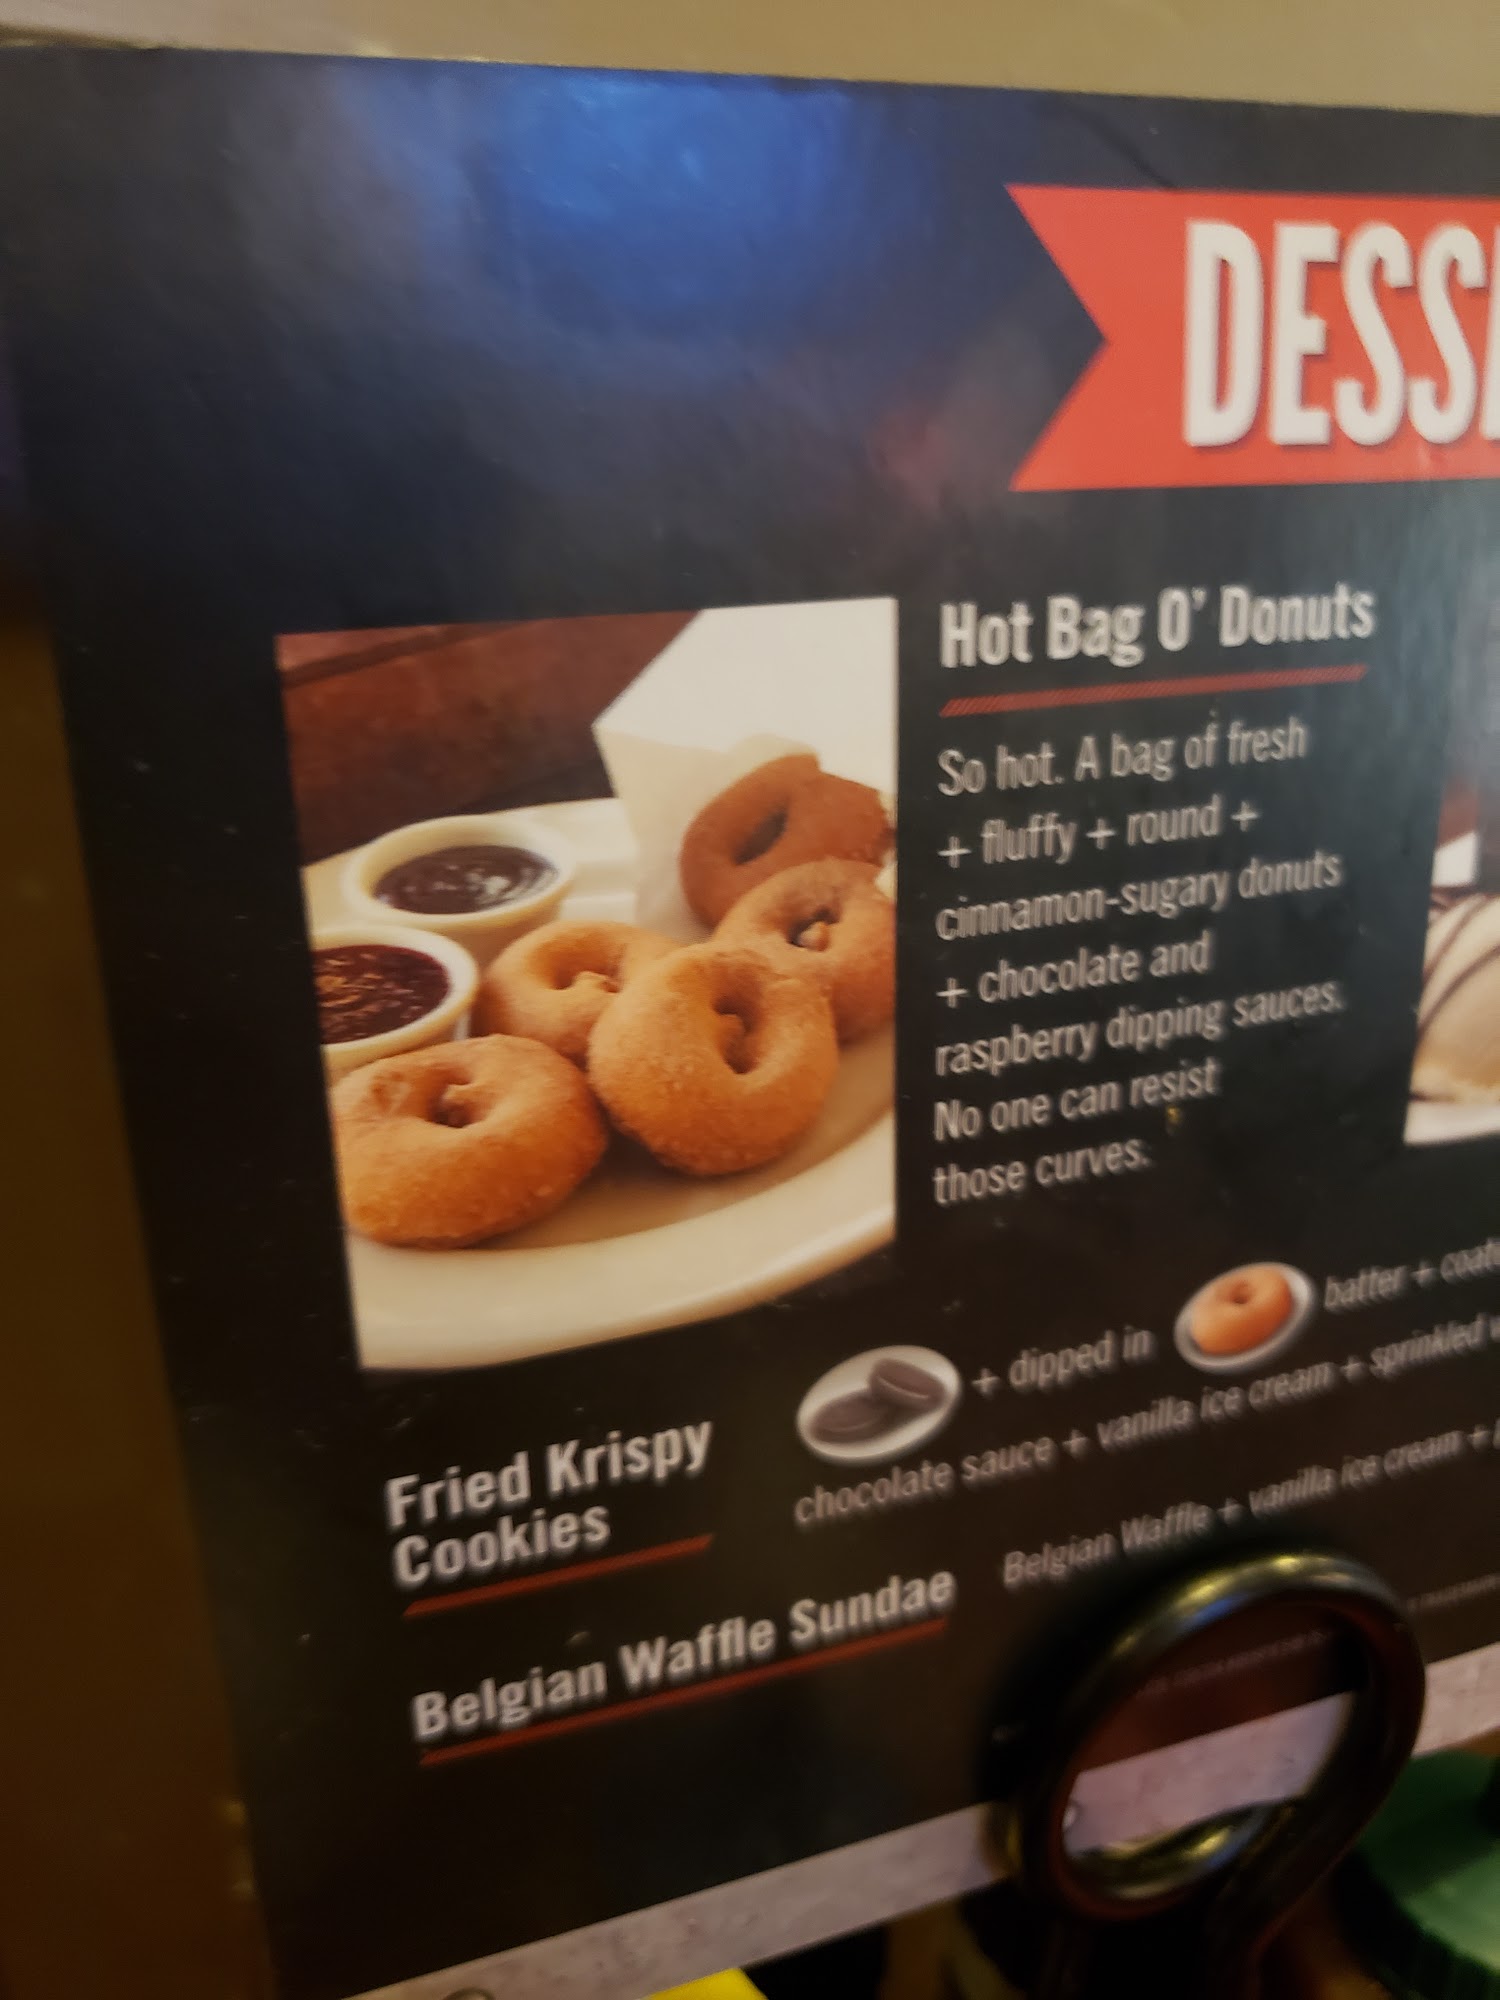 DESS
Hot Bag O' Donuts
So hot. A bag of fresh
+ fluffy + round +
cinnamon-sugary donuts
+ chocolate and
raspberry dipping sauces.
No one can resist
those curves.
Fried Krispy
Cookies
+ dipped in batter + coat
chocolate sauce + vanilla ice cream + sprinkled
Belgian Waffle Sundae
Belgian Waffle + vanilla ice cream +